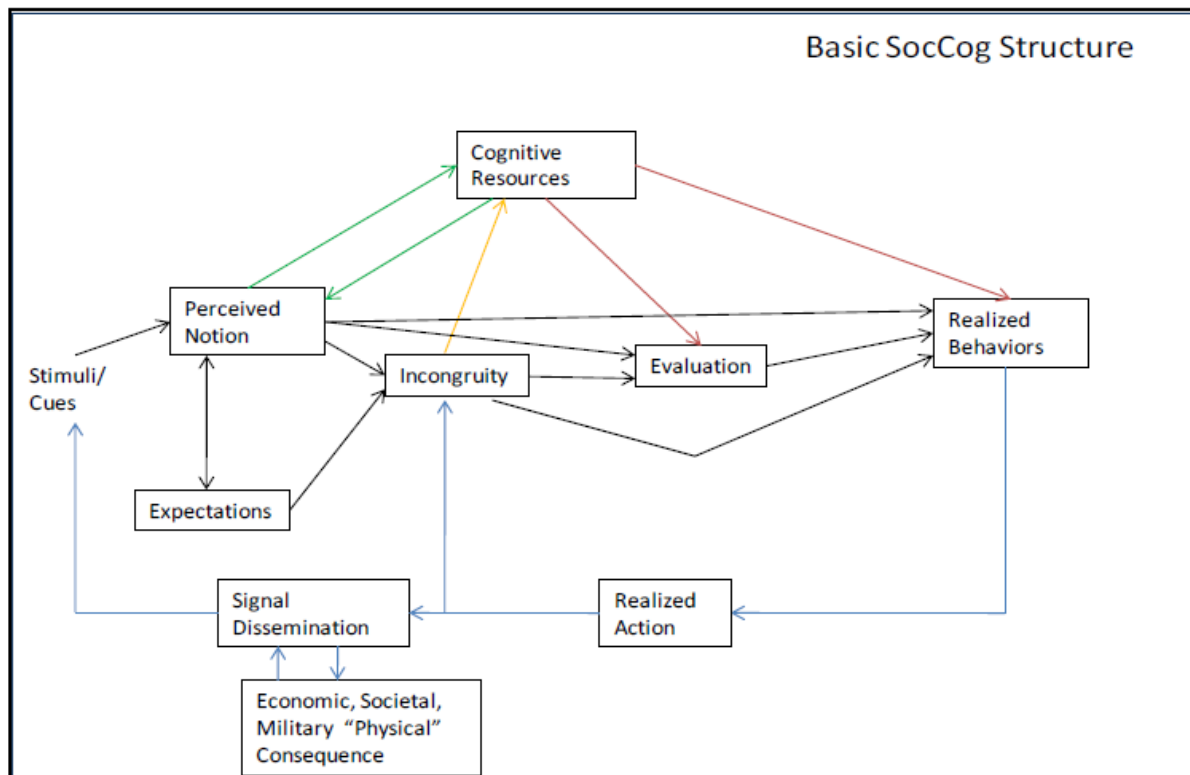 Basic SocCog Structure
Cognitive
Resources
Perceived
Notion
Realized
Behaviors
Stimuli/
Cues
Incongruity
Evaluation
Expectations
Signal
Dissemination
Realized
Action
Economic, Societal,
Military “Physical”
Consequence